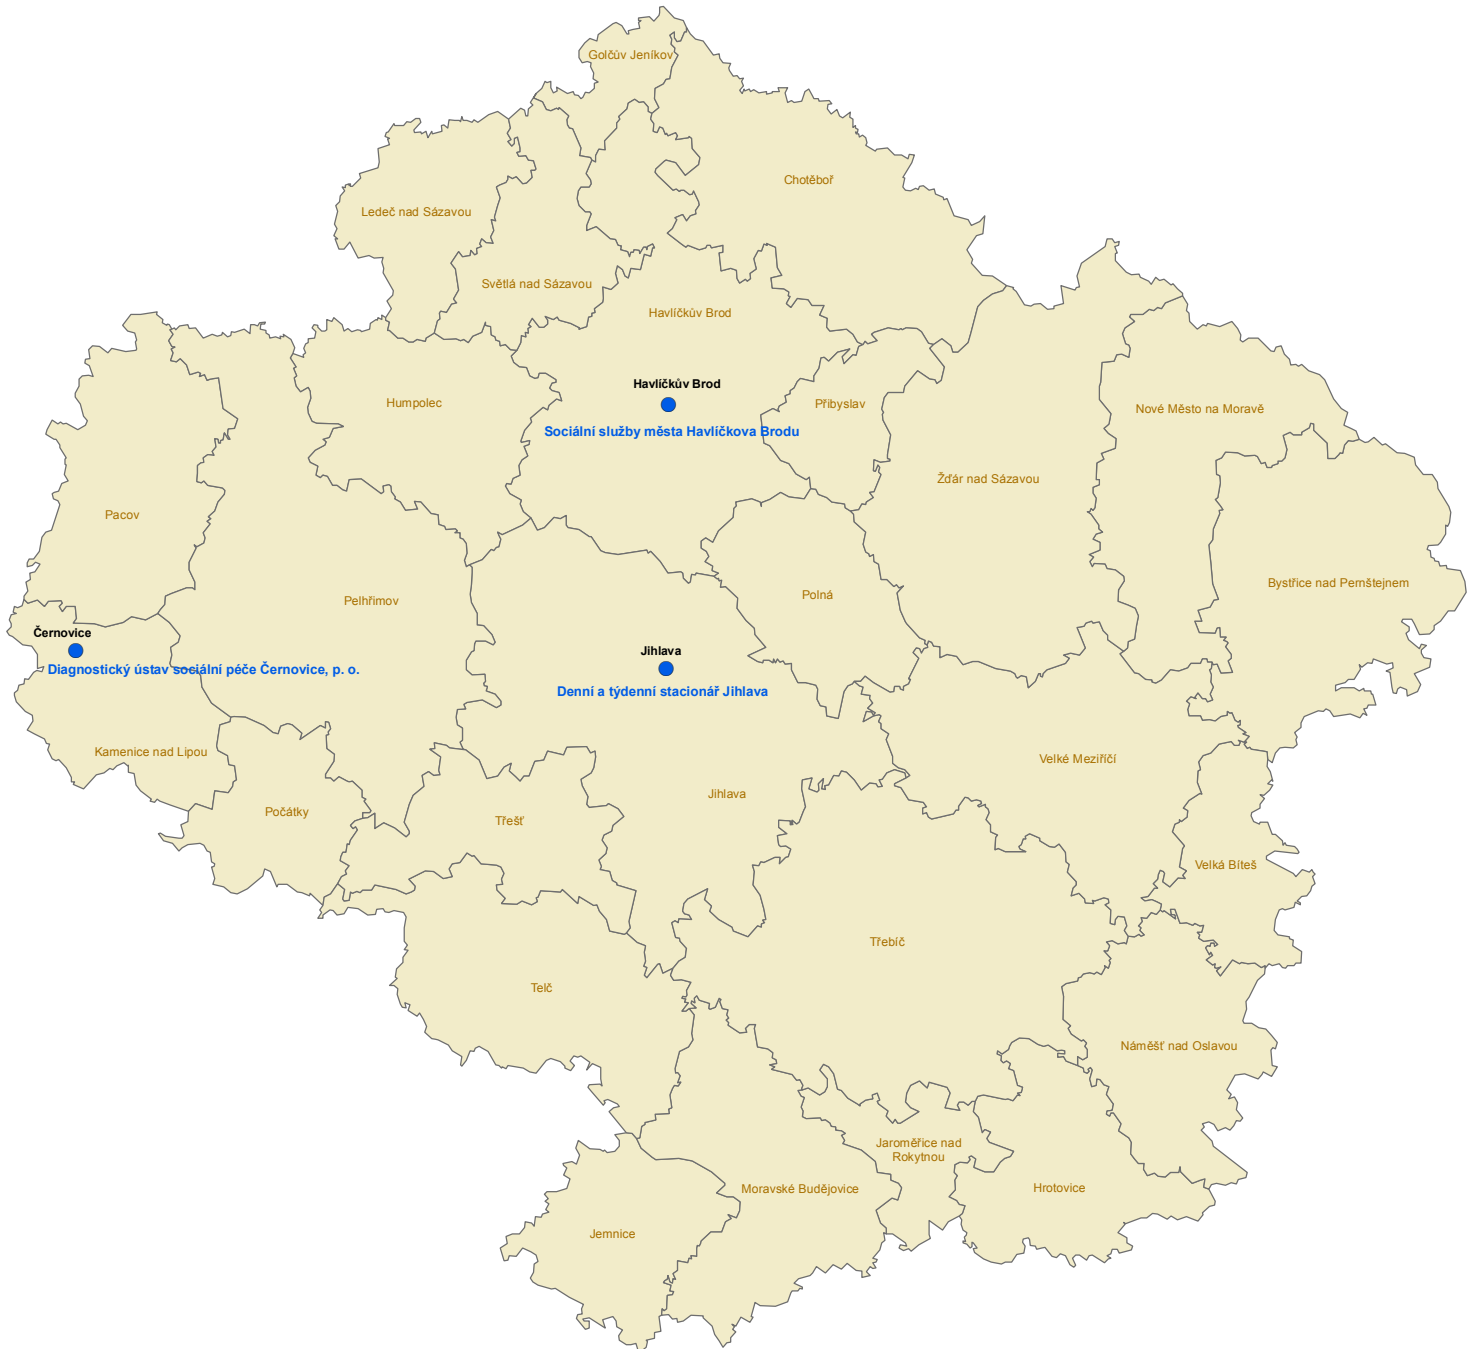 Golčův Jeníkov
Chotěboř
Ledeč nad Sázavou
Světlá nad Sázavou
Havlíčkův Brod
Havlíčkův Brod
Humpolec
Přibyslav
Nové Město na Moravě
Sociální služby města Havlíčkova Brodu
Žďár nad Sázavou
Pacov
Bystřice nad Pernštejnem
Polná
Pelhřimov
Černovice
Diagnostický ústav sociální péče Černovice, p. o.
Jihlava
Denní a týdenní stacionář Jihlava
Kamenice nad Lipou
Velké Meziříčí
Jihlava
Počátky
Třešť
Velká Bíteš
Třebíč
Telč
Náměšť nad Oslavou
Jaroměřice nad
Rokytnou
Moravské Budějovice
Hrotovice
Jemnice